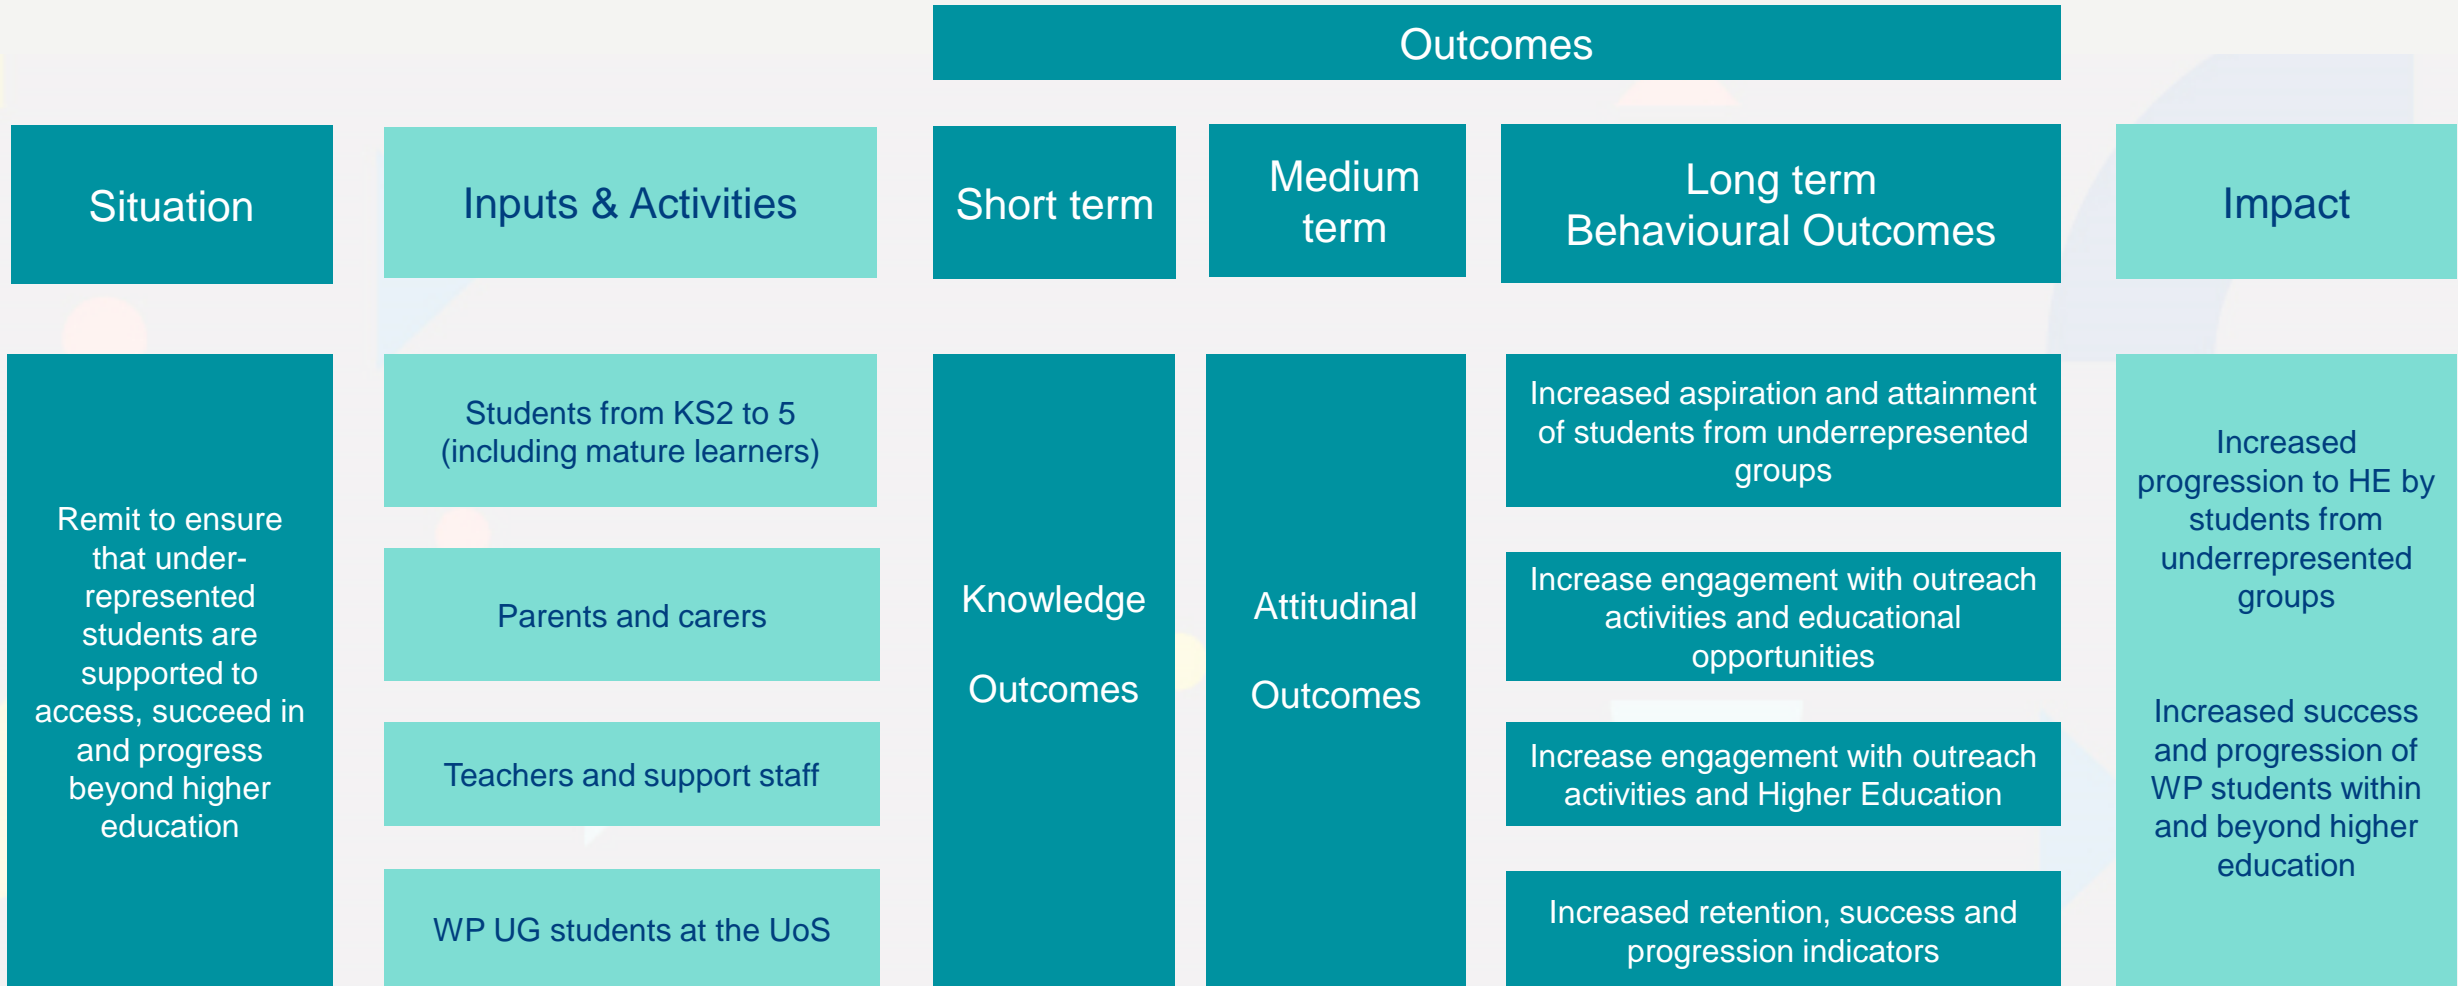 Outcomes
Situation
Inputs & Activities
Short term
Medium
term
Long term
Behavioural Outcomes
Impact
Remit to ensure
that under-
represented
students are
supported to
access, succeed in
and progress
beyond higher
education
Students from KS2 to 5
(including mature learners)
Parents and carers
Teachers and support staff
WP UG students at the UoS
Knowledge
Outcomes
Attitudinal
Outcomes
Increased aspiration and attainment
of students from underrepresented
groups
Increase engagement with outreach
activities and educational
opportunities
Increase engagement with outreach
activities and Higher Education
Increased retention, success and
progression indicators
Increased
progression to HE by
students from
underrepresented
groups
Increased success
and progression of
WP students within
and beyond higher
education